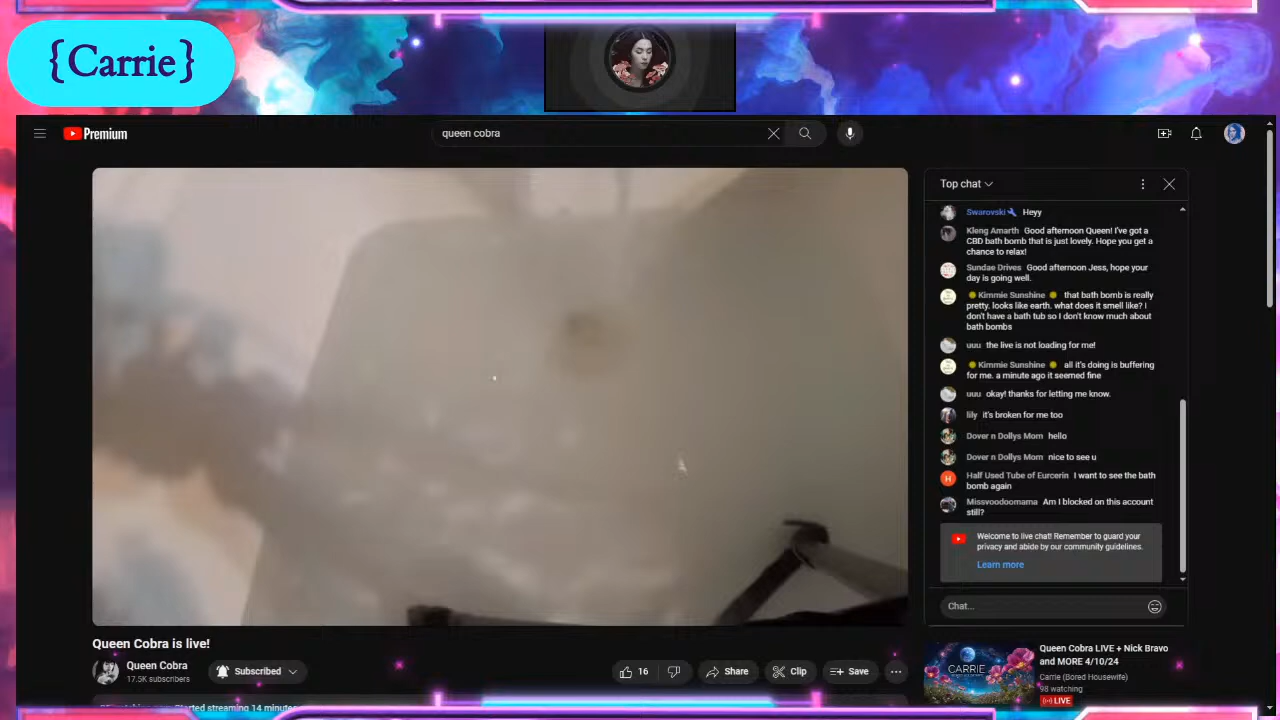 {Carrie}
Premium
queen cobra
Top chat
Swarovski Heyy
Kleng Amarth Good afternoon Queen! I've got a
CBD bath bomb that is just lovely. Hope you get a
chance to relax!
Sundae Drives Good afternoon Jess, hope your
day is going well.
Kimmie Sunshine that bath bomb is really
pretty. looks like earth. what does it smell like? I
don't have a bath tub so I don't know much about
bath bombs
uuu the live is not loading for me!
Kimmie Sunshine all it's doing is buffering
for me. a minute ago it seemed fine
uuu okay! thanks for letting me know.
lily it's broken for me too
Dover n Dollys Mom hello
Dover n Dollys Mom nice to see u
H Half Used Tube of Eurcerin I want to see the bath
bomb again
Missvoodoomama Am I blocked on this account
still?
Welcome to live chat! Remember to guard your
privacy and abide by our community guidelines.
Learn more
Chat...
Queen Cobra is live!
Queen Cobra
17.5K subscribers
Subscribed
16
Share
Clip
Save
CARRIE
Queen Cobra LIVE + Nick Bravo
and MORE 4/10/24
Carrie (Bored Housewife)
98 watching
LIVE
Started streaming 14 minutes